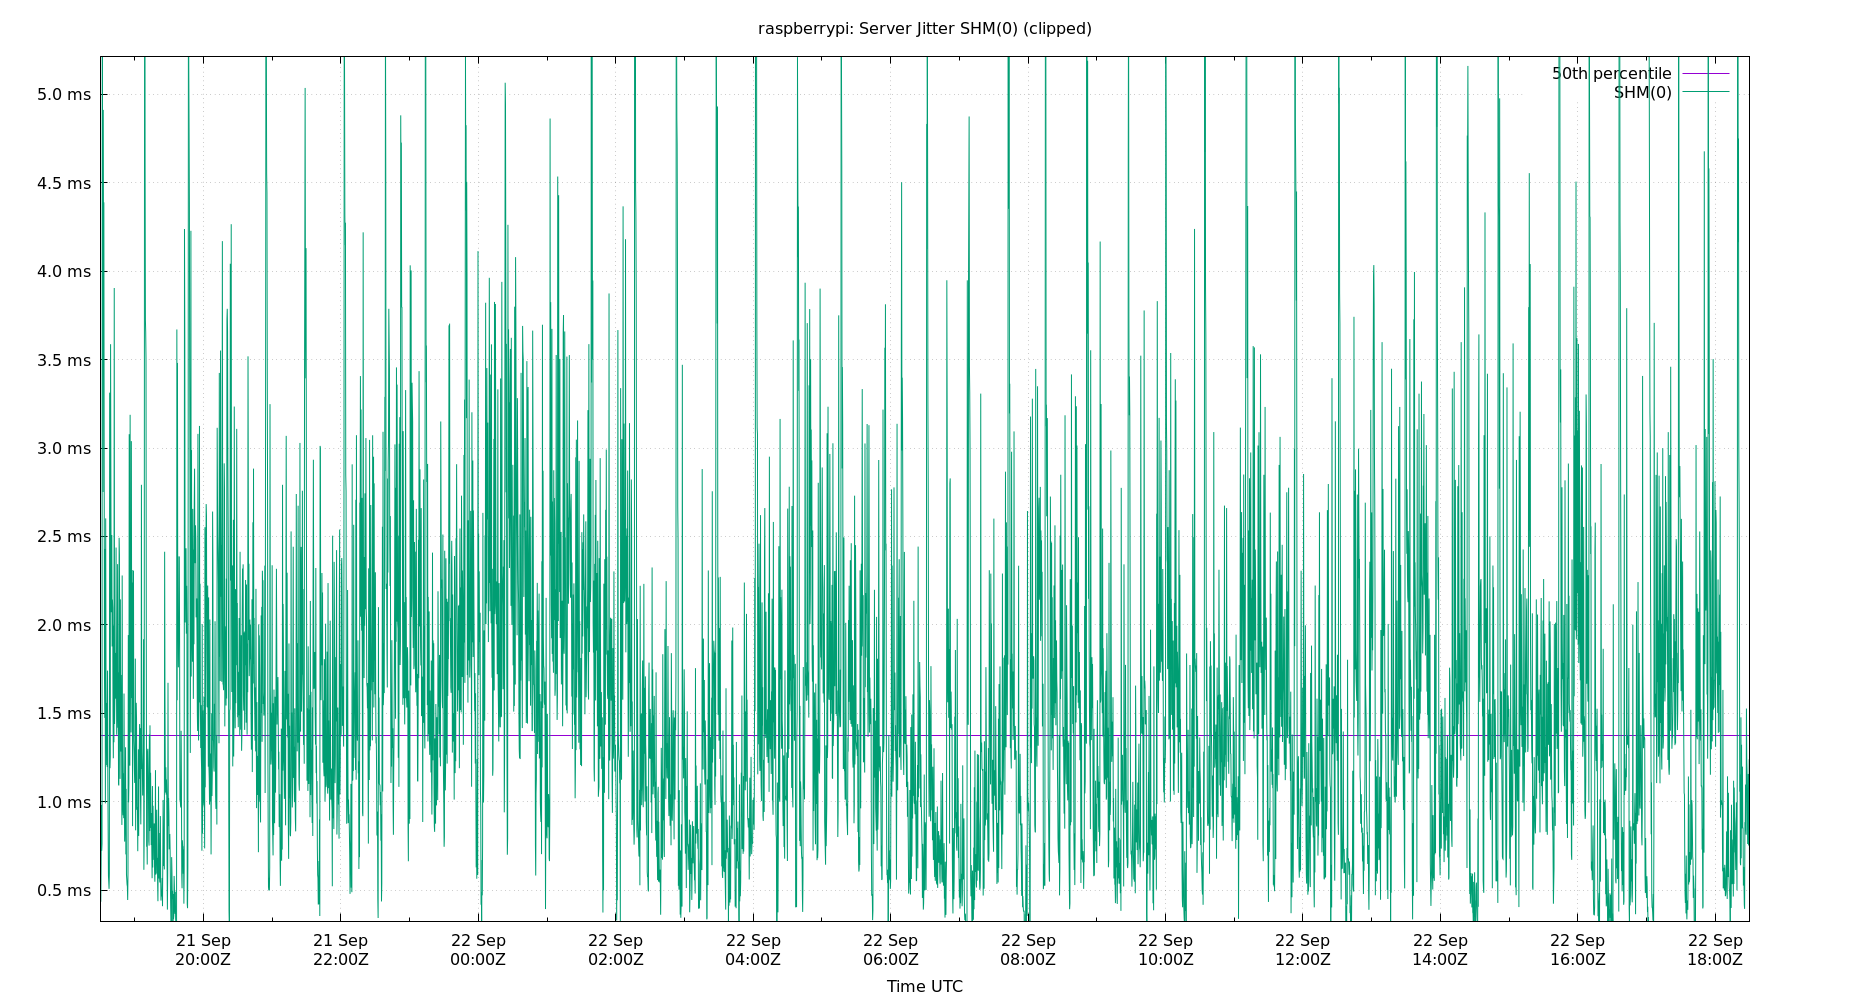 raspberrypi: Server Jitter SHM(0) (clipped)
50th percentile
SHM(0)
5.0 ms
4.5 ms
4.0 ms
3.5 ms
3.0 ms
2.5 ms
2.0 ms
1.5 ms
1.0 ms
0.5 ms
21 Sep 21 Sep 22 Sep 22 Sep 22 Sep 22 Sep 22 Sep 22 Sep 22 Sep 22 Sep 22 Sep 22 Sep
20:00Z 22:00Z 00:00Z 02:00Z 04:00Z 06:00Z 08:00Z 10:00Z 12:00Z 14:00Z 16:00Z 18:00Z
Time UTC